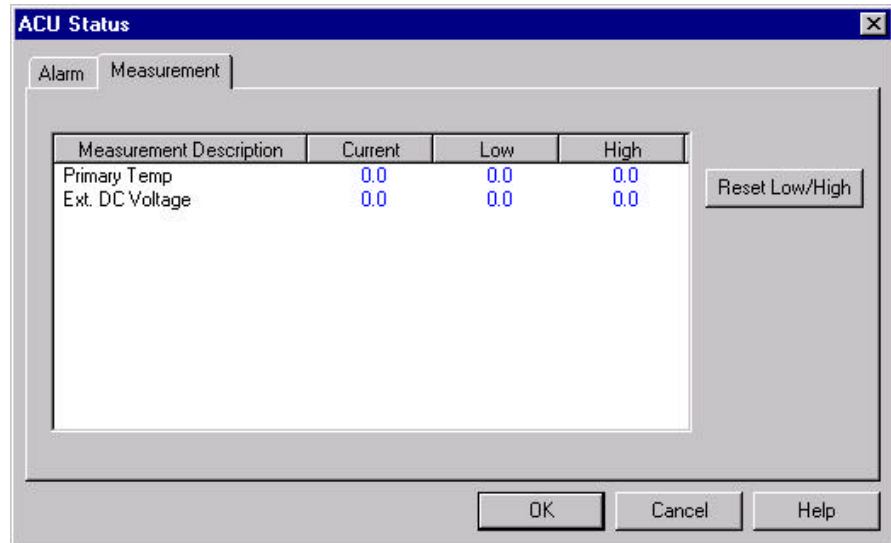 ACU Status
Alarm Measurement
Measurement Description Current Low High
Primary Temp 0.0 0.0 0.0
Ext. DC Voltage 0.0 0.0 0.0
Reset Low/High
OK Cancel Help